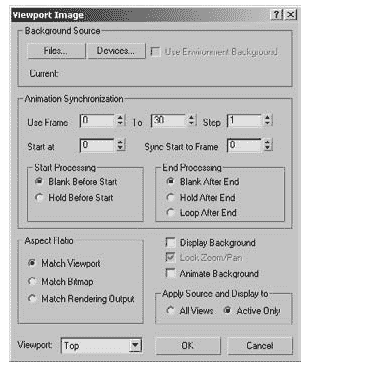 Viewport Image
Background Source
Files... Devices... Use Environment Background
Current:
Animation Synchronization
Use Frame 0 To 30 Step 1
Start at 0 Sync Start to Frame 0
Start Processing
Blank Before Start
Hold Before Start
End Processing
Blank After End
Hold After End
Loop After End
Aspect Ratio
Match Viewport
Match Bitmap
Match Rendering Output
Display Background
Lock Zoom/Pan
Animate Background
Apply Source and Display to
All Views Active Only
Viewport: Top OK Cancel